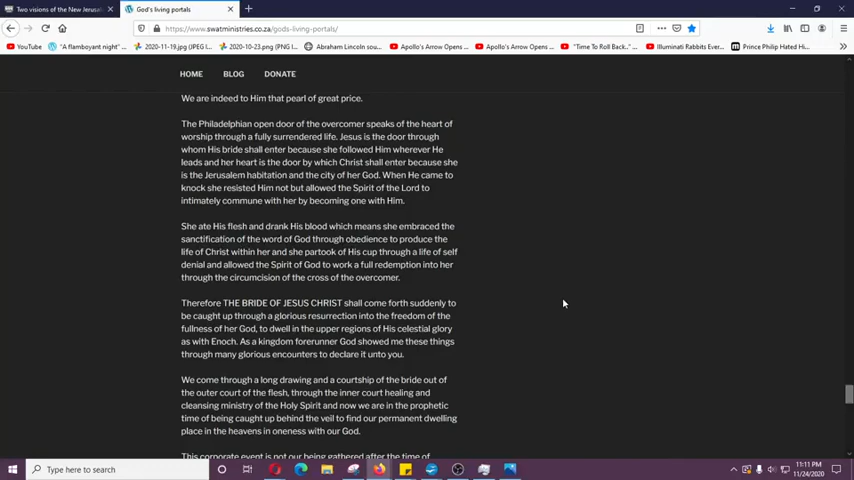 Two visions of the New Jerusal
God's living portals
https://www.swatministries.co.za/gods-living-portals/
YouTube
"A flamboyant night"
2020-11-19.jpg (JPEG I...
2020-10-23.png (PNG I...
Abraham Lincoln sou...
Apollo's Arrow Opens ...
Apollo's Arrow Opens ...
"Time To Roll Back...
Illuminati Rabbits Ever...
Prince Philip Hated Hi...
HOME BLOG DONATE
We are indeed to Him that pearl of great price.
The Philadelphian open door of the overcomer speaks of the heart of
worship through a fully surrendered life. Jesus is the door through
whom His bride shall enter because she followed Him wherever He
leads and her heart is the door by which Christ shall enter because she
is the Jerusalem habitation and the city of her God. When He came to
knock she resisted Him not but allowed the Spirit of the Lord to
intimately commune with her by becoming one with Him.
She ate His flesh and drank His blood which means she embraced the
sanctification of the word of God through obedience to produce the
life of Christ within her and she partook of His cup through a life of self
denial and allowed the Spirit of God to work a full redemption into her
through the circumcision of the cross of the overcomer.
Therefore THE BRIDE OF JESUS CHRIST shall come forth suddenly to
be caught up through a glorious resurrection into the freedom of the
fullness of her God, to dwell in the upper regions of His celestial glory
as with Enoch. As a kingdom forerunner God showed me these things
through many glorious encounters to declare it unto you.
We come through a long drawing and a courtship of the bride out of
the outer court of the flesh, through the inner court healing and
cleansing ministry of the Holy Spirit and now we are in the prophetic
time of being caught up behind the veil to find our permanent dwelling
place in the heavens in oneness with our God.
This corporate event is not our being gathered after the time of
Type here to search
11:11 PM
11/24/2020